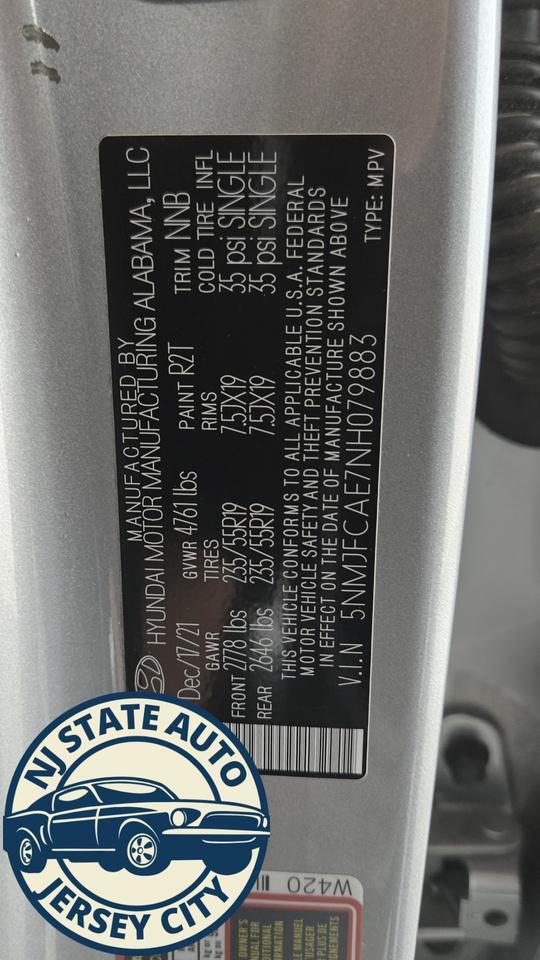 MANUFACTURED BY
HYUNDAI MOTOR MANUFACTURING ALABAMA, LLC
Dec/17/21 GVWR 4761 lbs PAINT R2T TRIM NNB
GAWR TIRES RIMS COLD TIRE INFL
FRONT 2778 lbs 235/55R19 7.5JX19 35 psi SINGLE
REAR 2646 lbs 235/55R19 7.5JX19 35 psi SINGLE
THIS VEHICLE CONFORMS TO ALL APPLICABLE U.S.A. FEDERAL
MOTOR VEHICLE SAFETY AND THEFT PREVENTION STANDARDS
IN EFFECT ON THE DATE OF MANUFACTURE SHOWN ABOVE
V.I.N 5NMJFCAE7NH079883 TYPE: MPV
NJ STATE AUTO
JERSEY CITY
W420